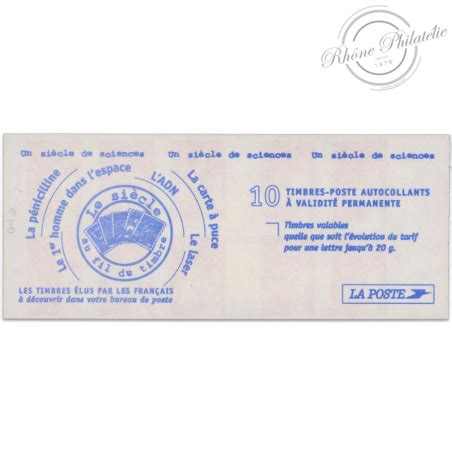 Rhône Philatelie
DEPUIS
1976
Un siècle de sciences Un siècle de sciences Un siècle de sciences
La pénicilline
Le 1er homme dans l'espace
L'ADN
La carte à puce
Le laser
Le siècle
au fil du timbre
LES TIMBRES ÉLUS PAR LES FRANÇAIS
à découvrir dans votre bureau de poste
10 TIMBRES-POSTE AUTOCOLLANTS
À VALIDITÉ PERMANENTE
Timbres valables
quelle que soit l'évolution du tarif
pour une lettre jusqu'à 20 g.
LA POSTE